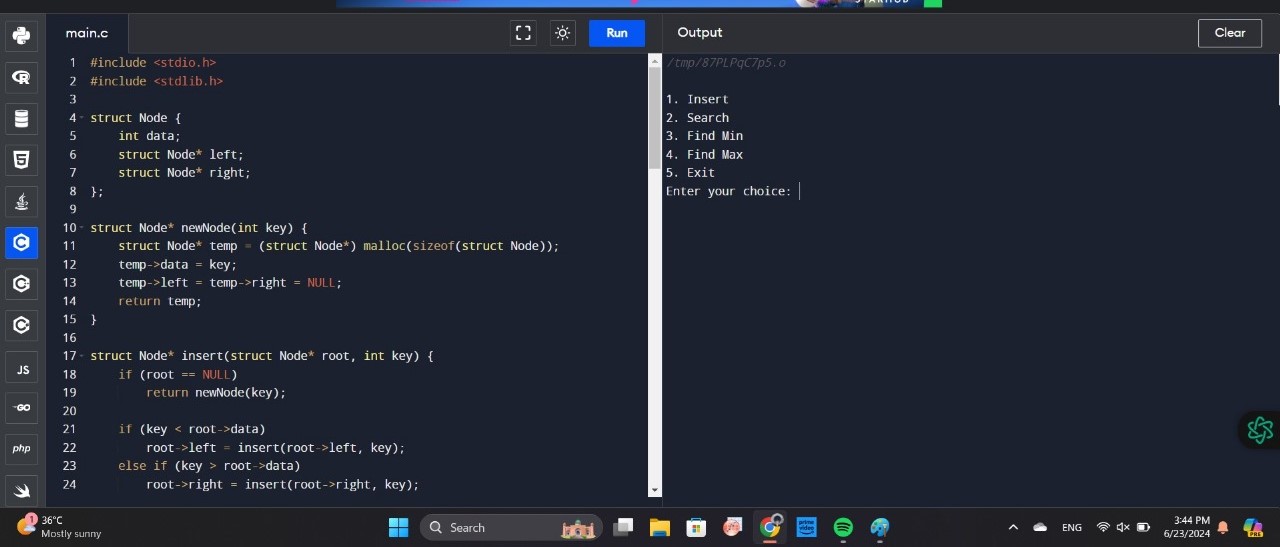 STARHUB
main.c
Run
Output
Clear
1 #include <stdio.h>
2 #include <stdlib.h>
3
4 struct Node {
5     int data;
6     struct Node* left;
7     struct Node* right;
8 };
9
10 struct Node* newNode(int key) {
11     struct Node* temp = (struct Node*) malloc(sizeof(struct Node));
12     temp->data = key;
13     temp->left = temp->right = NULL;
14     return temp;
15 }
16
17 struct Node* insert(struct Node* root, int key) {
18     if (root == NULL)
19         return newNode(key);
20
21     if (key < root->data)
22         root->left = insert(root->left, key);
23     else if (key > root->data)
24         root->right = insert(root->right, key);
/tmp/87PLPqC7p5.o
1. Insert
2. Search
3. Find Min
4. Find Max
5. Exit
Enter your choice:
R
5
C
C
C
JS
GO
php
1
36°C
Mostly sunny
Search
prime video
PRE
ENG
3:44 PM
6/23/2024